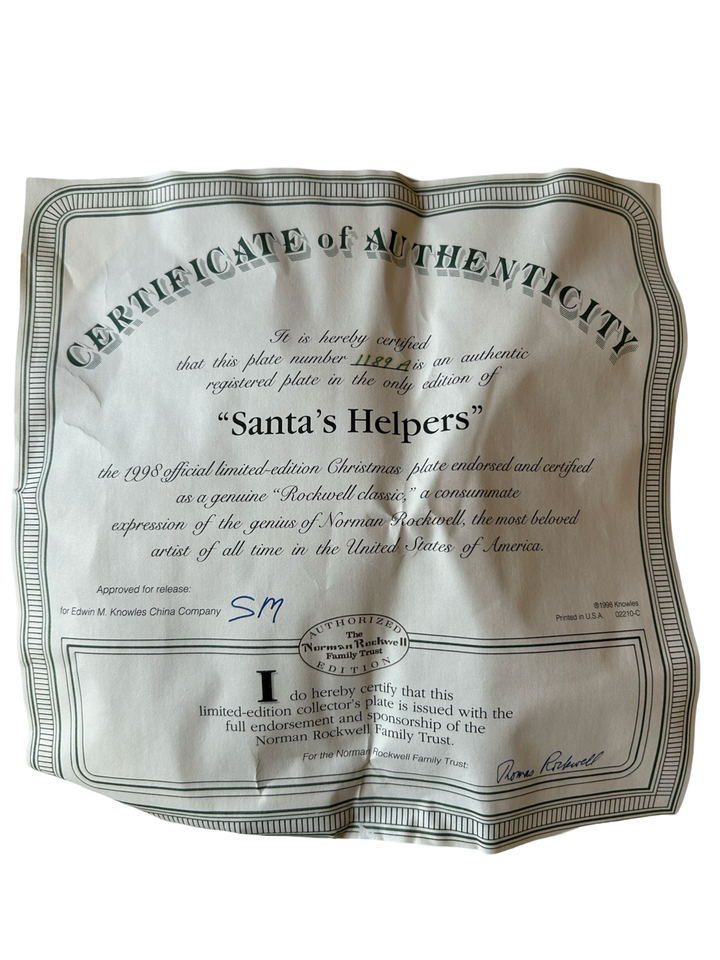 CERTIFICATE of AUTHENTICITY
It is hereby certified
that this plate number 1189 A is an authentic
registered plate in the only edition of
“Santa’s Helpers”
the 1998 official limited-edition Christmas plate endorsed and certified
as a genuine “Rockwell classic,” a consummate
expression of the genius of Norman Rockwell, the most beloved
artist of all time in the United States of America.
Approved for release:
for Edwin M. Knowles China Company SM
©1998 Knowles
Printed in U.S.A. 02210-C
AUTHORIZED
The
Norman Rockwell
Family Trust
EDITION
I do hereby certify that this
limited-edition collector’s plate is issued with the
full endorsement and sponsorship of the
Norman Rockwell Family Trust.
For the Norman Rockwell Family Trust: Thomas Rockwell